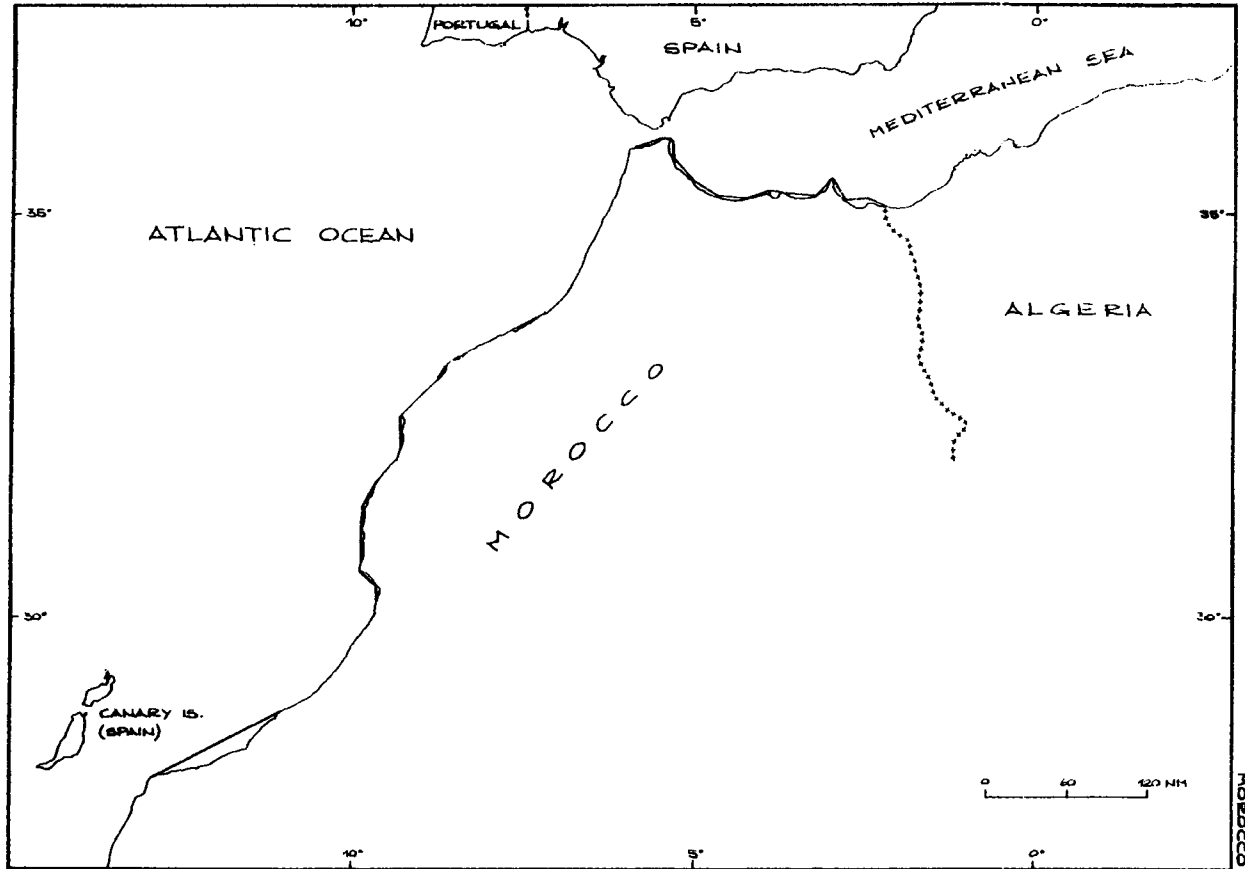 10°
5°
0°
PORTUGAL
SPAIN
MEDITERRANEAN SEA
35°
35°
ATLANTIC OCEAN
ALGERIA
MOROCCO
30°
30°
CANARY IS.
(SPAIN)
0 60 120 NM
MOROCCO
10°
5°
0°